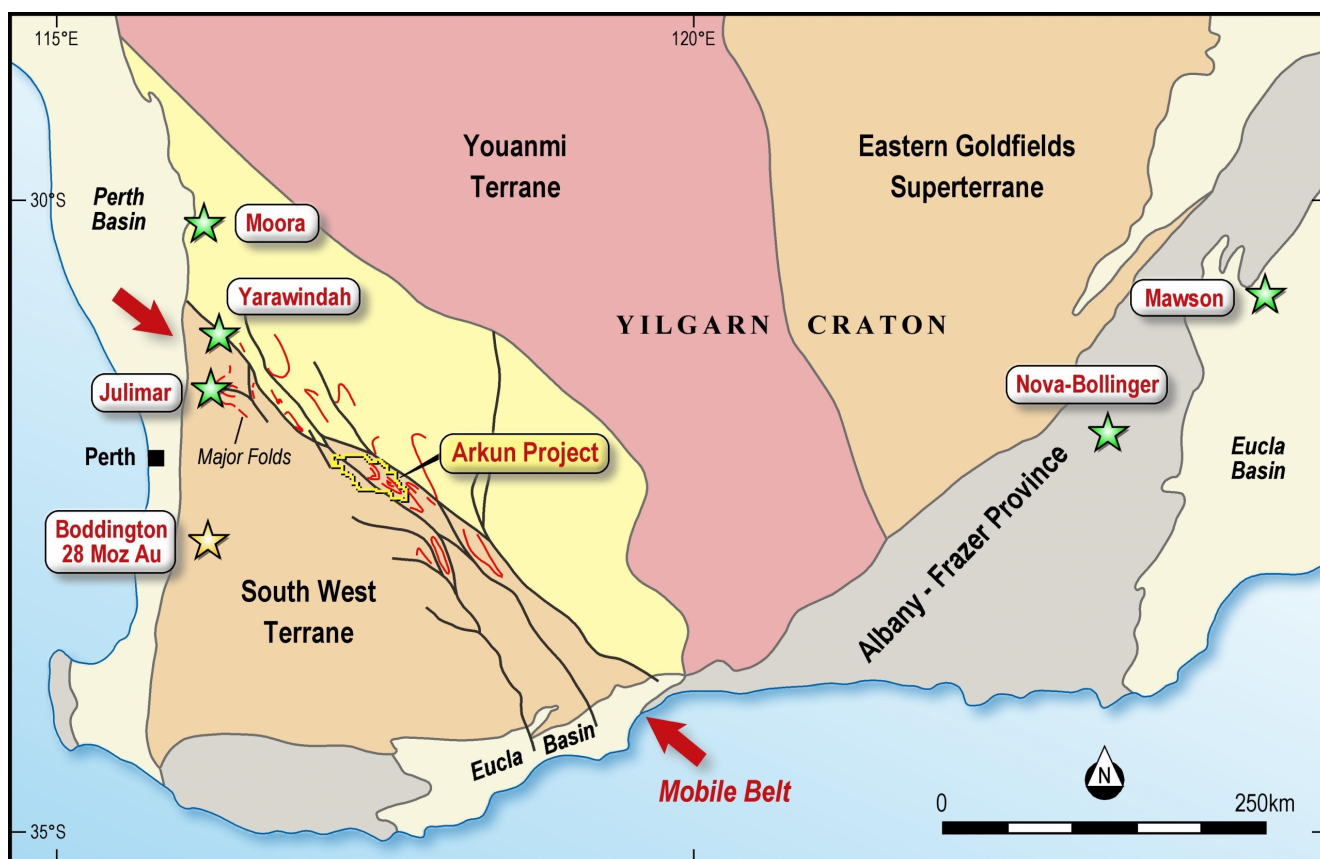 115°E
120°E
30°S
35°S
Perth
Basin
Moora
Yarawindah
Julimar
Perth
Major Folds
Arkun Project
Boddington
28 Moz Au
South West
Terrane
Youanmi
Terrane
Eastern Goldfields
Superterrane
YILGARN CRATON
Mawson
Nova-Bollinger
Eucla
Basin
Albany - Frazer Province
Eucla Basin
Mobile Belt
N
0 250km